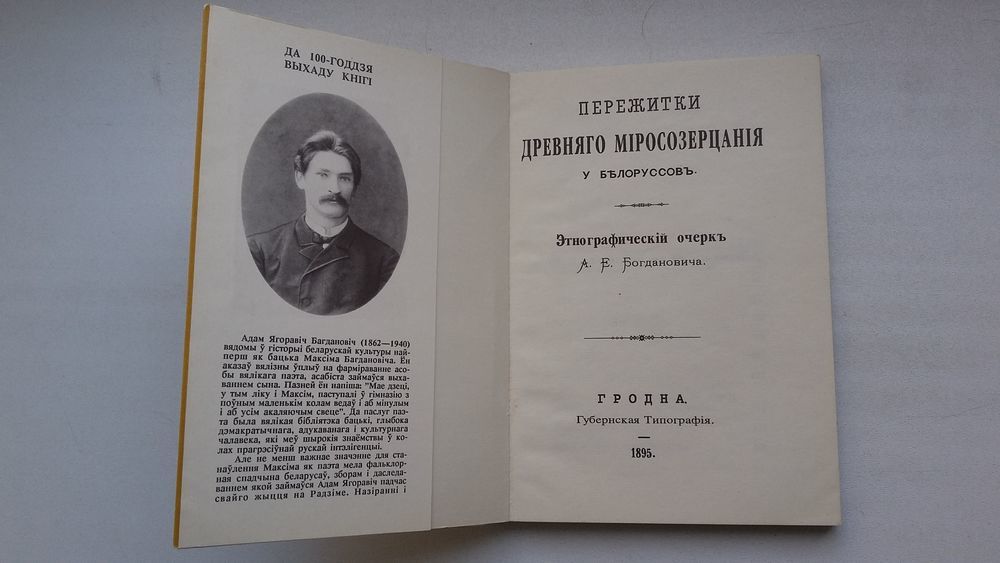 ДА 100-ГОДДЗЯ
ВЫХАДУ КНІГІ
Адам Ягоравіч Багдановіч (1862—1940)
вядомы ў гісторыі беларускай культуры най-
перш як бацька Максіма Багдановіча. Ён
аказаў вялізны ўплыў на фарміраванне асо-
бы вялікага паэта, асабіста займаўся выха-
ваннем сына. Пазней ён напіша: "Мае дзеці,
у тым ліку і Максім, паступалі ў гімназію з
поўным маленькім колам ведаў і аб мінулым
і аб усім акаляючым свеце". Да паслуг паэ-
та была вялікая бібліятэка бацькі, глыбока
дэмакратычнага, адукаванага і культурнага
чалавека, які меў шырокія знаёмствы ў ко-
лах прагрэсіўнай рускай інтэлігенцыі.
Але не менш важнае значэнне для ста-
наўлення Максіма як паэта мела фальклор-
ная спадчына беларусаў, зборам і даследа-
ваннем якой займаўся Адам Ягоравіч падчас
свайго жыцця на Радзіме. Назіранні і
ПЕРЕЖИТКИ
ДРЕВНЯГО МІРОСОЗЕРЦАНІЯ
У БѢЛОРУССОВЪ.
Этнографическій очеркъ
А. Е. Богдановича.
ГРОДНА.
Губернская Типографія.
1895.